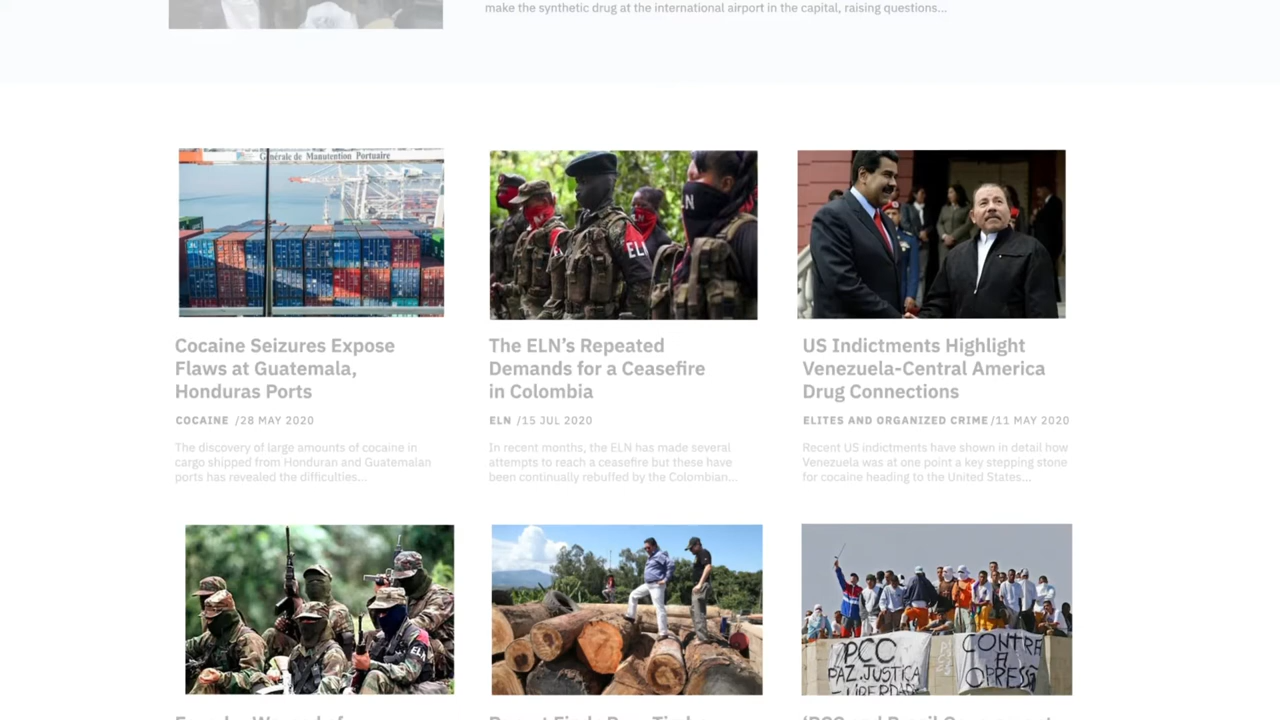 make the synthetic drug at the international airport in the capital, raising questions...
Générale de Manutention Portuaire
ELN
N
Cocaine Seizures Expose
Flaws at Guatemala,
Honduras Ports
COCAINE /28 MAY 2020
The discovery of large amounts of cocaine in
cargo shipped from Honduran and Guatemalan
ports has revealed the difficulties...
The ELN’s Repeated
Demands for a Ceasefire
in Colombia
ELN /15 JUL 2020
In recent months, the ELN has made several
attempts to reach a ceasefire but these have
been continually rebuffed by the Colombian...
US Indictments Highlight
Venezuela-Central America
Drug Connections
ELITES AND ORGANIZED CRIME /11 MAY 2020
Recent US indictments have shown in detail how
Venezuela was at one point a key stepping stone
for cocaine heading to the United States...
ELN
PCC
PAZ, JUSTIÇA
LIBERDADE
CONTRA
A
OPRESS